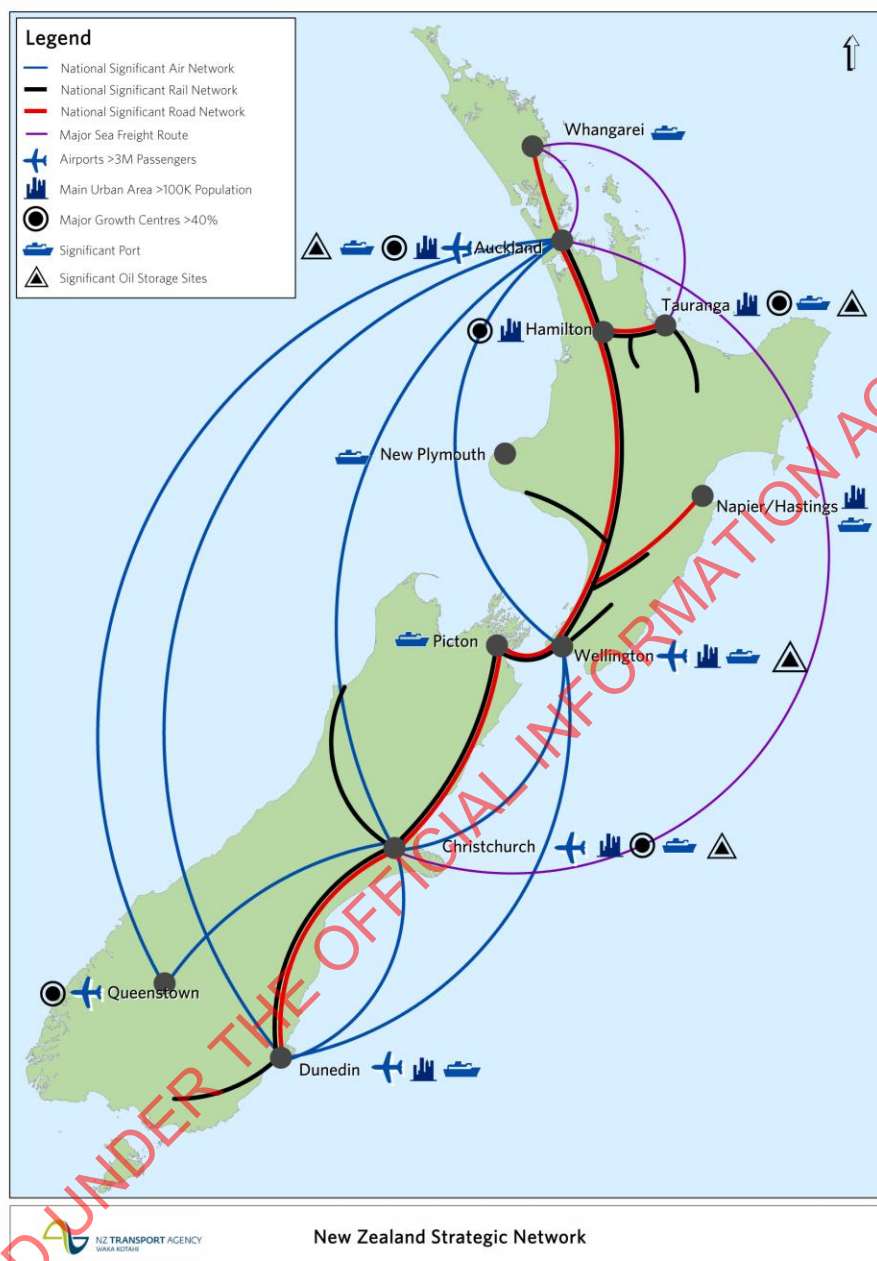 Legend
National Significant Air Network
National Significant Rail Network
National Significant Road Network
Major Sea Freight Route
Airports >3M Passengers
Main Urban Area >100K Population
Major Growth Centres >40%
Significant Port
Significant Oil Storage Sites
Whangarei
Auckland
Tauranga
Hamilton
New Plymouth
Napier/Hastings
Picton
Wellington
Christchurch
Queenstown
Dunedin
D UNDER THE OFFICIAL INFORMATION AC
NZ TRANSPORT AGENCY
WAKA KOTAHI
New Zealand Strategic Network